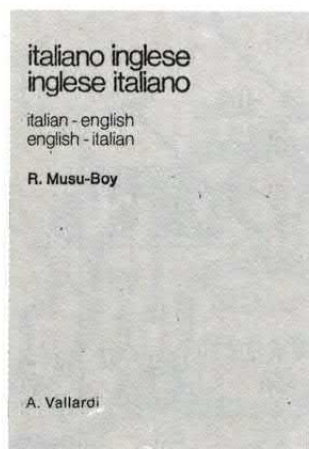 italiano inglese
inglese italiano
italian - english
english - italian
R. Musu-Boy
A. Vallardi